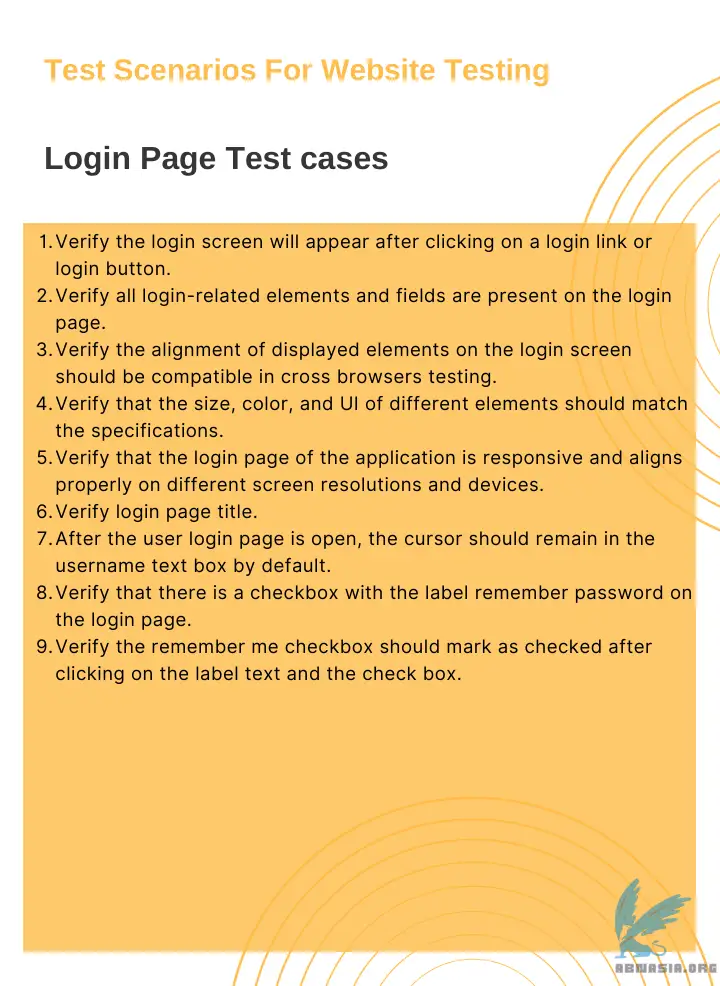 Test Scenarios For Website Testing
Login Page Test cases
1. Verify the login screen will appear after clicking on a login link or
login button.
2. Verify all login-related elements and fields are present on the login
page.
3. Verify the alignment of displayed elements on the login screen
should be compatible in cross browsers testing.
4. Verify that the size, color, and UI of different elements should match
the specifications.
5. Verify that the login page of the application is responsive and aligns
properly on different screen resolutions and devices.
6. Verify login page title.
7. After the user login page is open, the cursor should remain in the
username text box by default.
8. Verify that there is a checkbox with the label remember password on
the login page.
9. Verify the remember me checkbox should mark as checked after
clicking on the label text and the check box.
ABNASIA.ORG